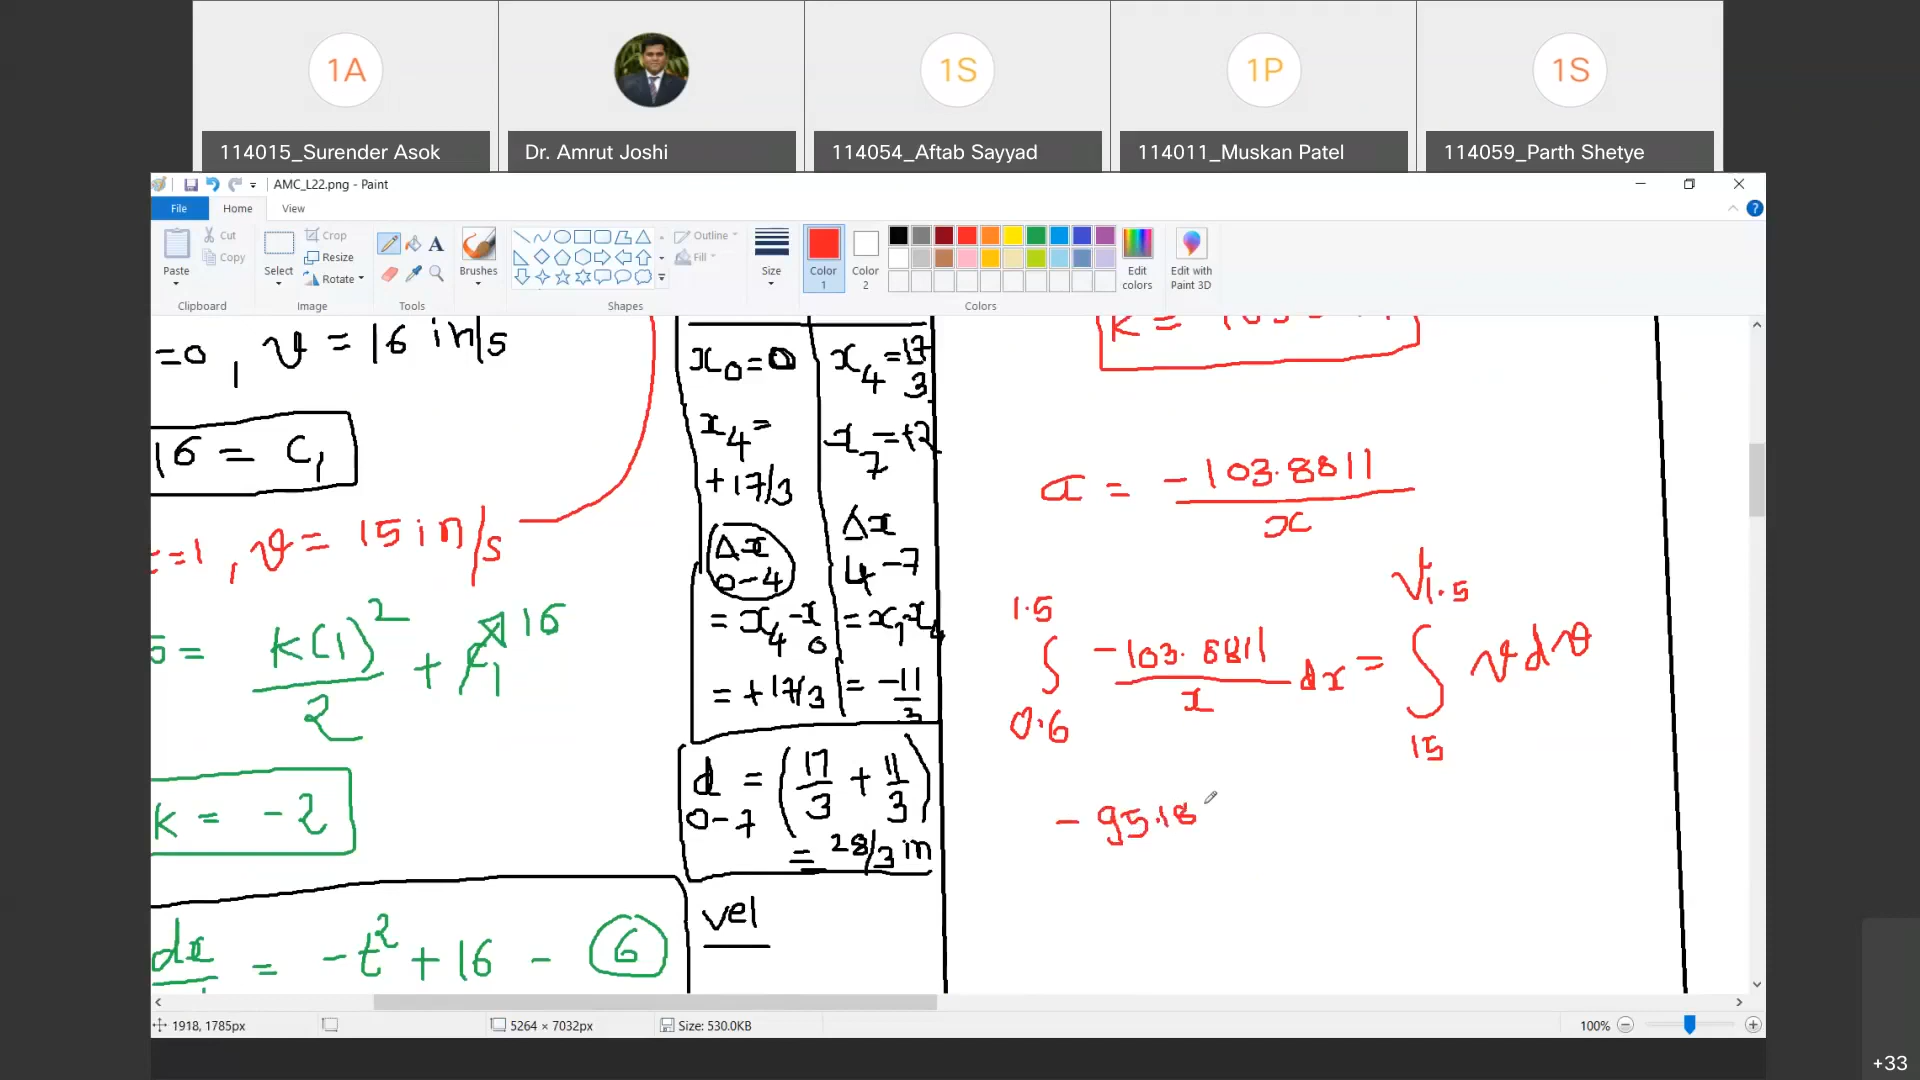 1A
1S
1P
1S
114015_Surender Asok
Dr. Amrut Joshi
114054_Aftab Sayyad
114011_Muskan Patel
114059_Parth Shetye
AMC_L22.png - Paint
File
Home
View
Paste
Cut
Copy
Clipboard
Select
Crop
Resize
Rotate
Image
A
Tools
Brushes
Shapes
Outline
Fill
Size
Color 1
Color 2
Colors
Edit colors
Edit with Paint 3D
=0, v = 16 in/s
16 = C1
t=1, v = 15 in/s
= k(1)^2/2 + C1 16
k = -2
dx = -t^2 + 16 - 6
x0=0
x4 = +17/3
Δx 0-4
= x4-x0
= +17/3
x4 = 17/3
x7 = +2
Δx 4-7
= x7-x4
= -11/3
d 0-7 = (17/3 + 11/3)
= 28/3 in
vel
k =
a = -103.8811/x
∫ 0.6 1.5 -103.8811/x dx = ∫ 15 v1.5 v dv
- 95.18
1918, 1785px
5264 × 7032px
Size: 530.0KB
100%
+33